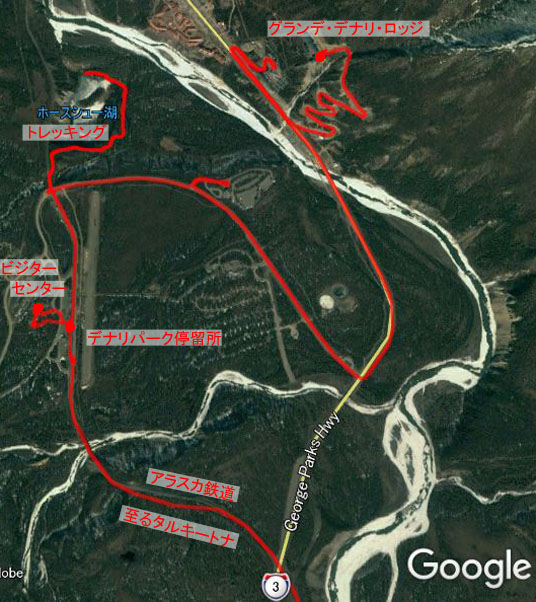 グランデ・デナリ・ロッジ
ホースシュー湖
トレッキング
ビジター
センター
デナリパーク停留所
アラスカ鉄道
至るタルキートナ
George Parks Hwy
3
lobe
Google